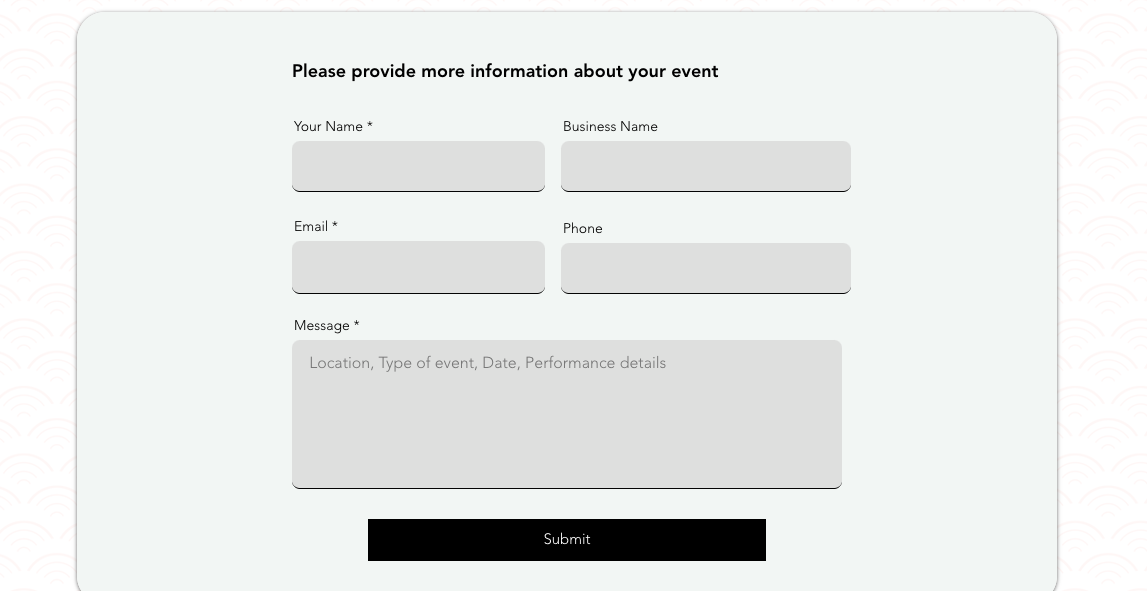 Please provide more information about your event
Your Name *
Business Name
Email *
Phone
Message *
Location, Type of event, Date, Performance details
Submit